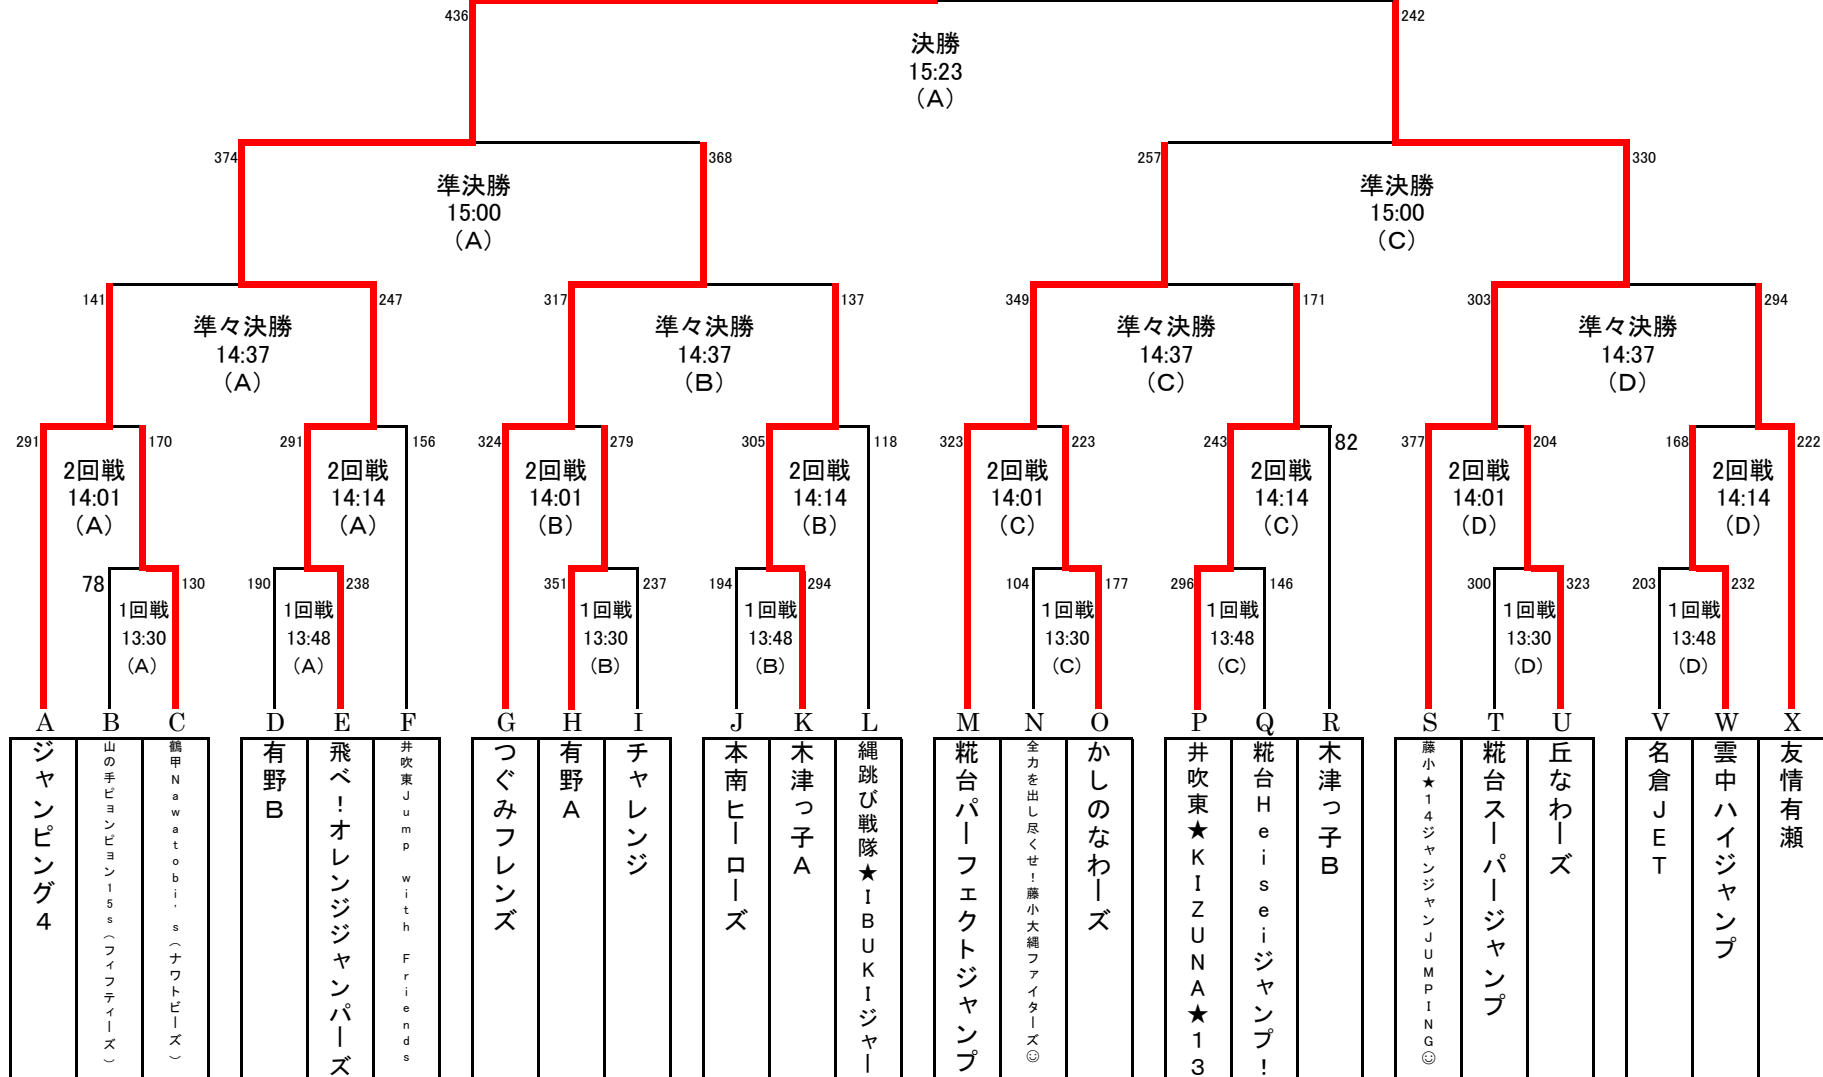 436
242
決勝
15:23
（A）
374
368
257
330
準決勝
15:00
（A）
準決勝
15:00
（C）
141
247
317
137
349
171
303
294
準々決勝
14:37
（A）
準々決勝
14:37
（B）
準々決勝
14:37
（C）
準々決勝
14:37
（D）
291
170
291
156
324
279
305
118
323
223
243
82
377
204
168
222
2回戦
14:01
（A）
2回戦
14:14
（A）
2回戦
14:01
（B）
2回戦
14:14
（B）
2回戦
14:01
（C）
2回戦
14:14
（C）
2回戦
14:01
（D）
2回戦
14:14
（D）
78
130
190
238
351
237
194
294
104
177
296
146
300
323
203
232
1回戦
13:30
（A）
1回戦
13:48
（A）
1回戦
13:30
（B）
1回戦
13:48
（B）
1回戦
13:30
（C）
1回戦
13:48
（C）
1回戦
13:30
（D）
1回戦
13:48
（D）
A B C D E F G H I J K L M N O P Q R S T U V W X
ジャンピング４
山の手ピョンピョン１５ｓ（フィフティーズ）
鶴甲Ｎａｗａｔｏｂｉ’ｓ（ナワトビーズ）
有野Ｂ
飛べ！オレンジジャンパーズ
井吹東Ｊｕｍｐ　ｗｉｔｈ　Ｆｒｉｅｎｄｓ
つぐみフレンズ
有野Ａ
チャレンジ
本南ヒーローズ
木津っ子Ａ
縄跳び戦隊★ＩＢＵＫＩジャー
糀台パーフェクトジャンプ
全力を出し尽くせ！藤小大縄ファイターズ☺
かしのなわーズ
井吹東★ＫＩＺＵＮＡ★１３
糀台Ｈｅｉｓｅｉジャンプ！
木津っ子Ｂ
藤小★１４ジャンジャンＪＵＭＰＩＮＧ☺
糀台スーパージャンプ
丘なわーズ
名倉ＪＥＴ
雲中ハイジャンプ
友情有瀬